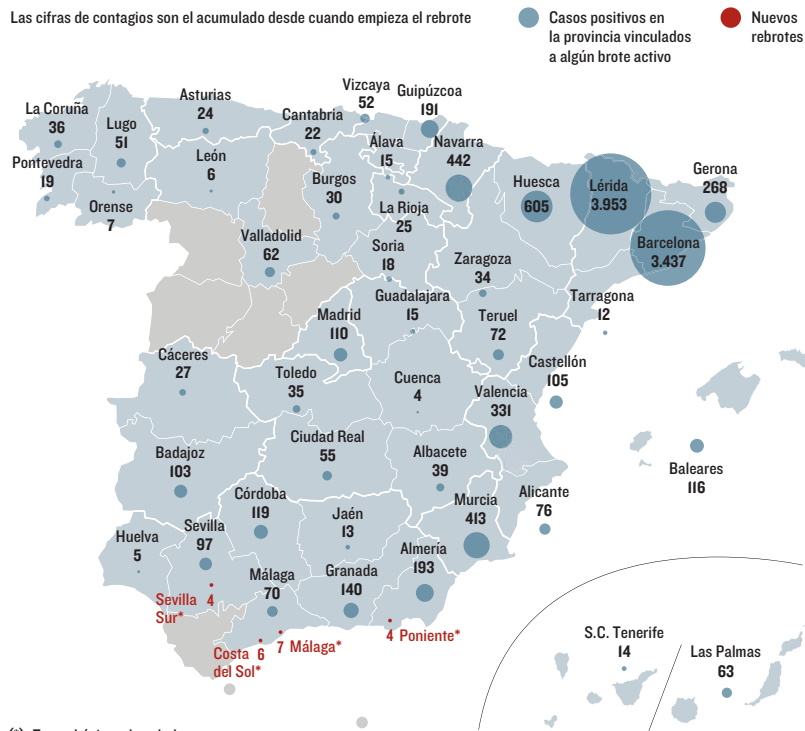 Las cifras de contagios son el acumulado desde cuando empieza el rebrote
Casos positivos en
la provincia vinculados
a algún brote activo
Nuevos
rebrotes
La Coruña
36
Lugo
51
Asturias
24
Cantabria
22
Vizcaya
52
Guipúzcoa
191
Pontevedra
19
Orense
7
León
6
Burgos
30
Álava
15
La Rioja
25
Navarra
442
Huesca
605
Lérida
3.953
Gerona
268
Barcelona
3.437
Valladolid
62
Soria
18
Zaragoza
34
Tarragona
12
Madrid
110
Guadalajara
15
Teruel
72
Castellón
105
Cáceres
27
Toledo
35
Cuenca
4
Valencia
331
Badajoz
103
Ciudad Real
55
Albacete
39
Baleares
116
Alicante
76
Huelva
5
Sevilla
97
Córdoba
119
Jaén
13
Murcia
413
Almería
193
Granada
140
Málaga
70
Sevilla
Sur*
4
Costa
del Sol*
6
7 Málaga*
4 Poniente*
S.C. Tenerife
14
Las Palmas
63